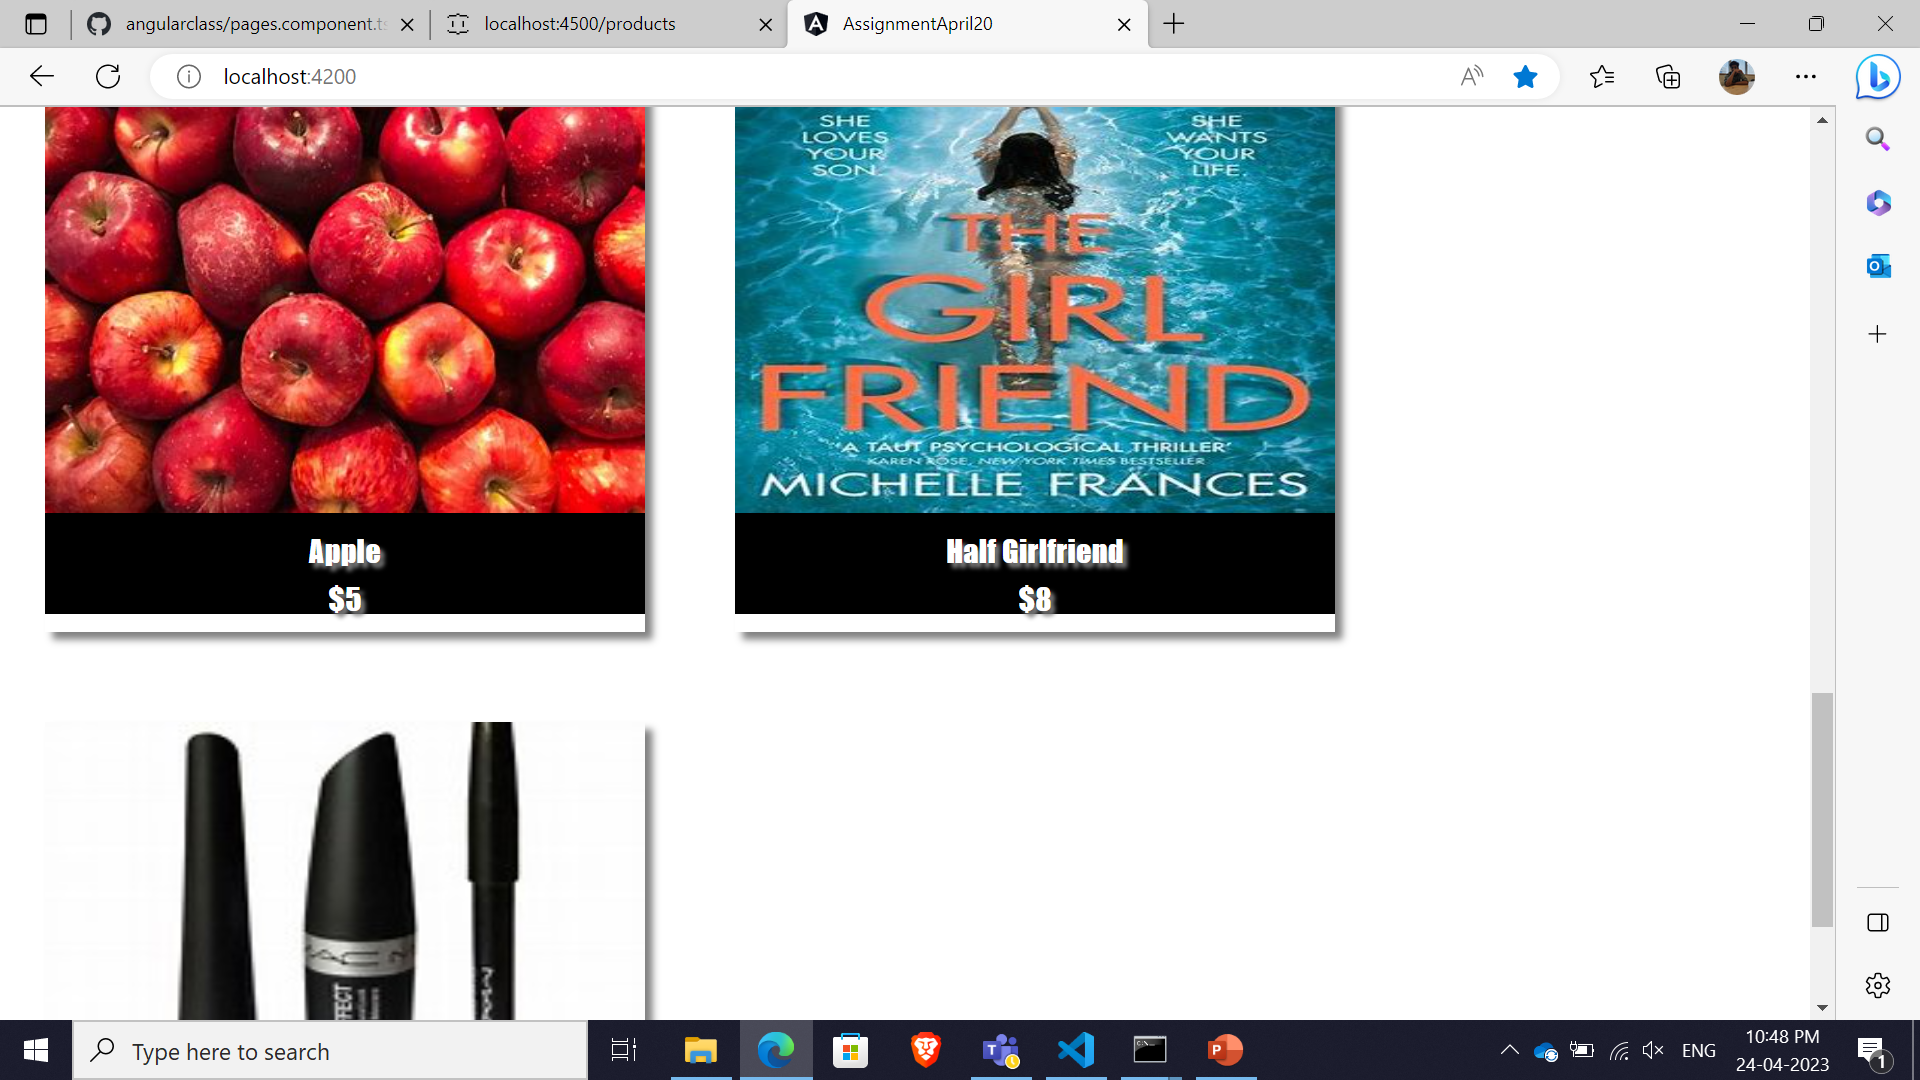 angularclass/pages.component.ts
localhost:4500/products
AssignmentApril20
localhost:4200
SHE
LOVES
YOUR
SON.
SHE
WANTS
YOUR
LIFE.
THE
GIRL
FRIEND
'A TAUT PSYCHOLOGICAL THRILLER'
KAREN ROSE, NEW YORK TIMES BESTSELLER
MICHELLE FRANCES
Apple
$5
Half Girlfriend
$8
Type here to search
ENG
10:48 PM
24-04-2023
1